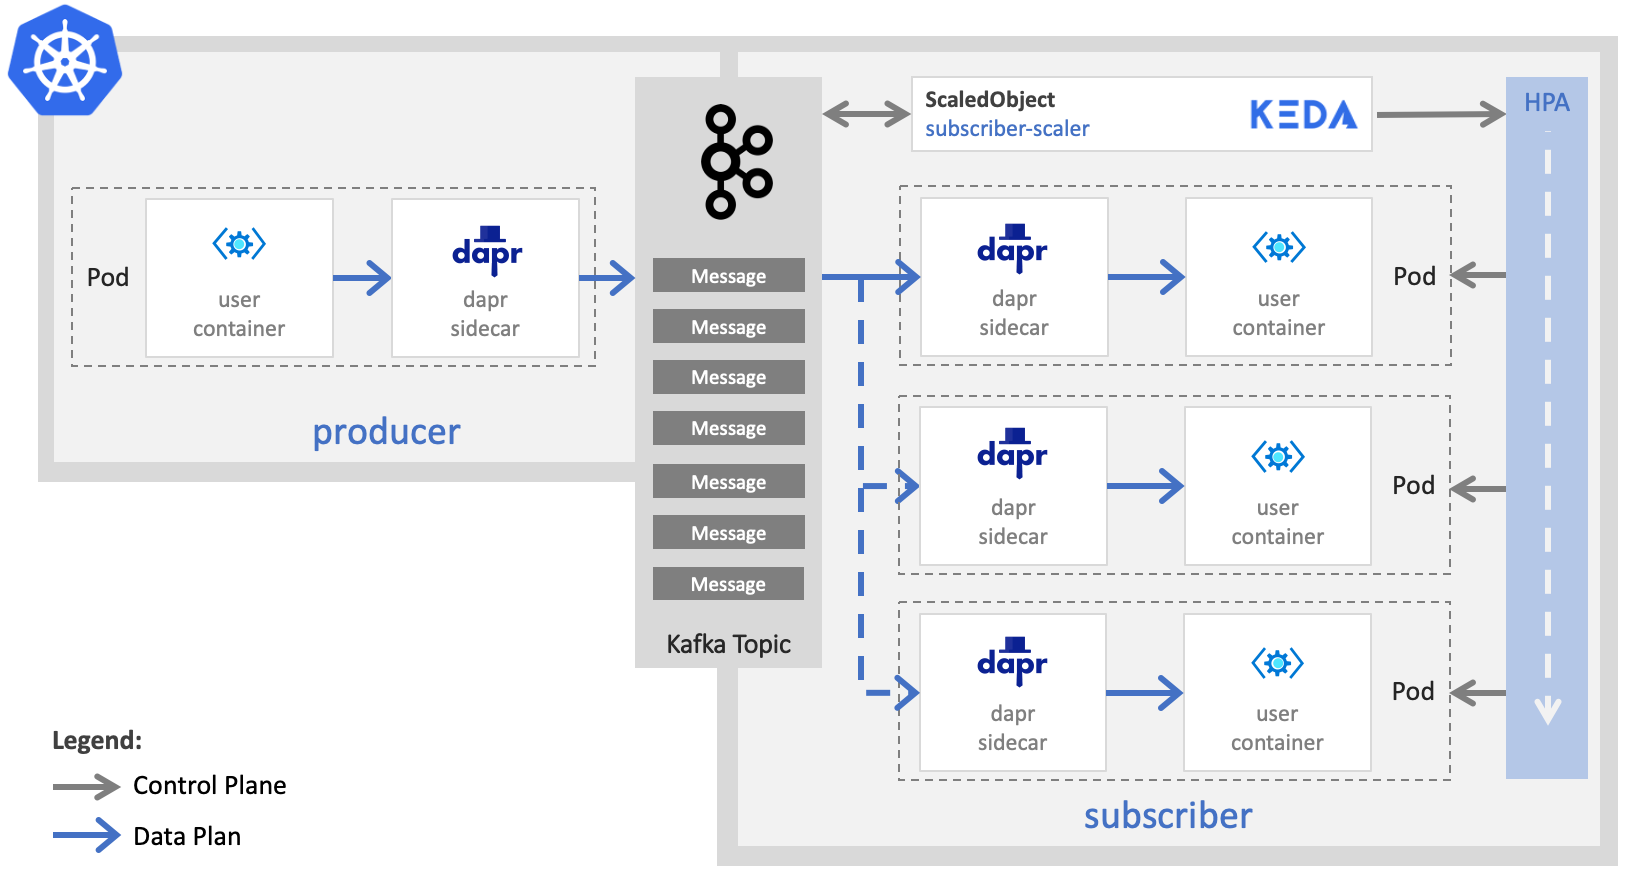 Pod
user
container
dapr
dapr
sidecar
producer
Message
Message
Message
Message
Message
Message
Message
Kafka Topic
ScaledObject
subscriber-scaler
KEDA
HPA
dapr
dapr
sidecar
user
container
Pod
dapr
dapr
sidecar
user
container
Pod
dapr
dapr
sidecar
user
container
Pod
subscriber
Legend:
Control Plane
Data Plan